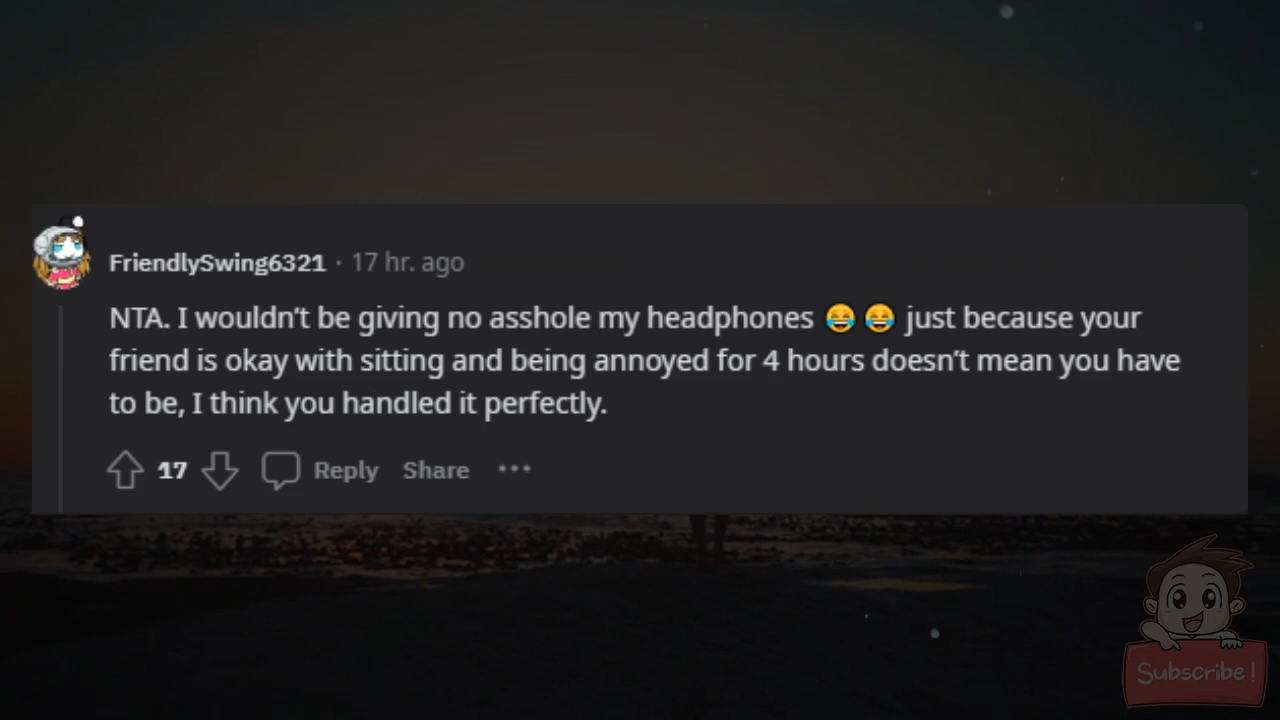 FriendlySwing6321 · 17 hr. ago
NTA. I wouldn't be giving no asshole my headphones 😂 😂 just because your
friend is okay with sitting and being annoyed for 4 hours doesn't mean you have
to be, I think you handled it perfectly.
17 Reply Share ···
Subscribe!